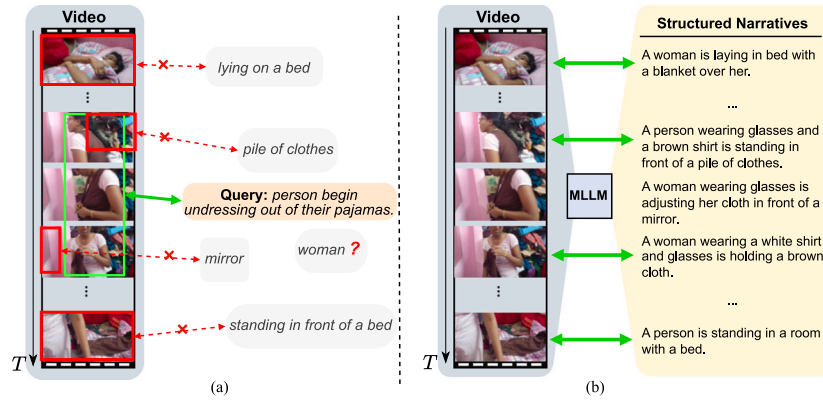 Video
lying on a bed
...
pile of clothes
Query: person begin
undressing out of their pajamas.
mirror
woman ?
...
standing in front of a bed
T
(a)
Video
...
...
T
MLLM
Structured Narratives
A woman is laying in bed with
a blanket over her.
...
A person wearing glasses and
a brown shirt is standing in
front of a pile of clothes.
A woman wearing glasses is
adjusting her cloth in front of a
mirror.
A woman wearing a white shirt
and glasses is holding a brown
cloth.
...
A person is standing in a room
with a bed.
(b)